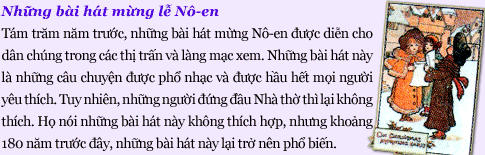 Những bài hát mừng lễ Nô-en
Tám trăm năm trước, những bài hát mừng Nô-en được diễn cho
dân chúng trong các thị trấn và làng mạc xem. Những bài hát này
là những câu chuyện được phổ nhạc và được hầu hết mọi người
yêu thích. Tuy nhiên, những người đứng đầu Nhà thờ thì lại không
thích. Họ nói những bài hát này không thích hợp, nhưng khoảng
180 năm trước đây, những bài hát này lại trở nên phổ biến.